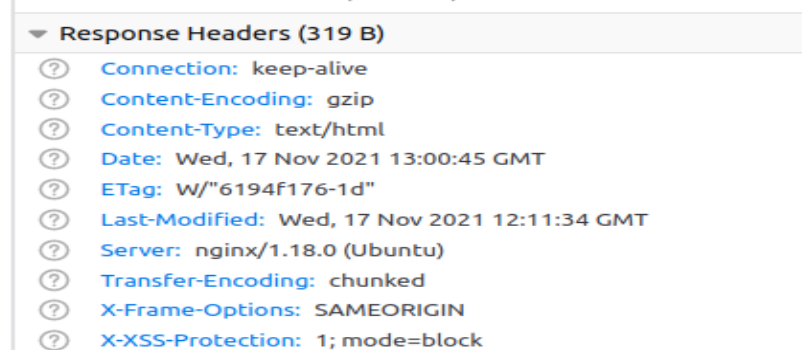 Response Headers (319 B)
Connection: keep-alive
Content-Encoding: gzip
Content-Type: text/html
Date: Wed, 17 Nov 2021 13:00:45 GMT
ETag: W/"6194f176-1d"
Last-Modified: Wed, 17 Nov 2021 12:11:34 GMT
Server: nginx/1.18.0 (Ubuntu)
Transfer-Encoding: chunked
X-Frame-Options: SAMEORIGIN
X-XSS-Protection: 1; mode=block